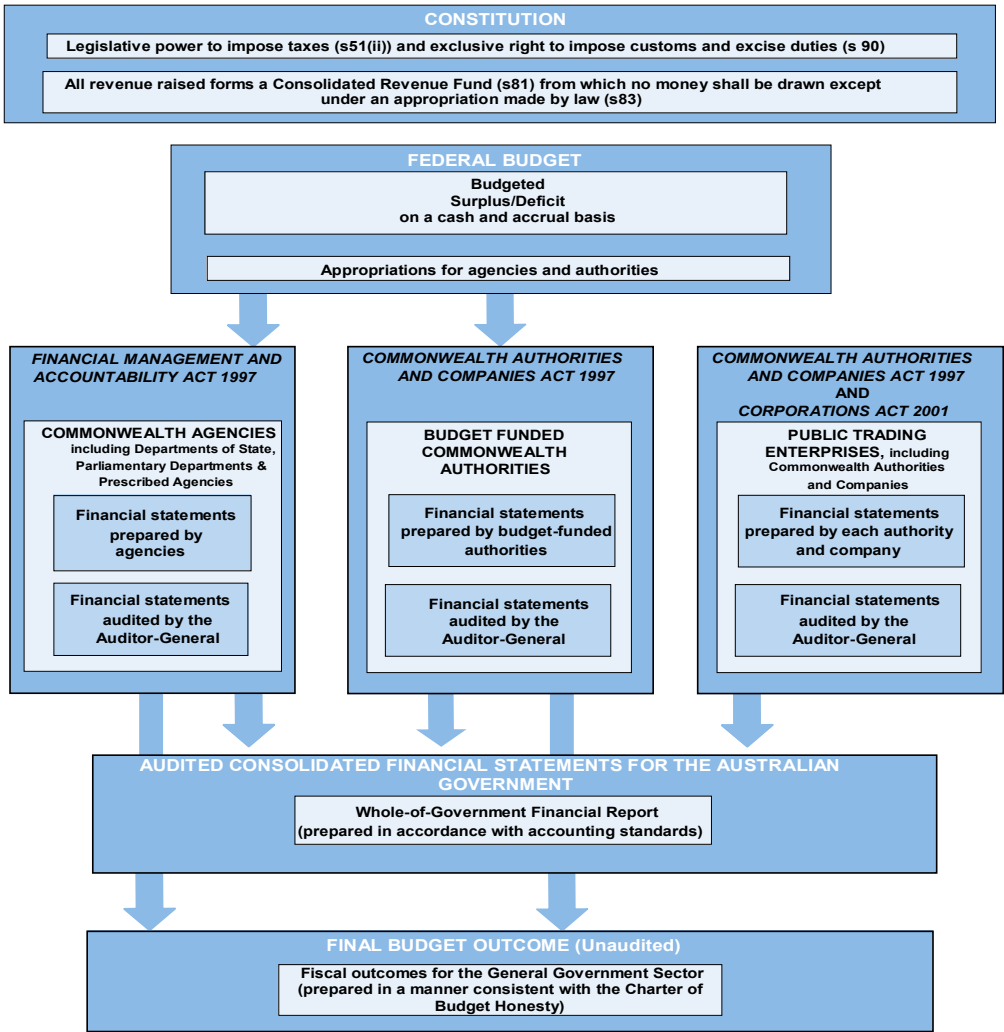 CONSTITUTION
Legislative power to impose taxes (s51(ii)) and exclusive right to impose customs and excise duties (s 90)
All revenue raised forms a Consolidated Revenue Fund (s81) from which no money shall be drawn except
under an appropriation made by law (s83)
FEDERAL BUDGET
Budgeted
Surplus/Deficit
on a cash and accrual basis
Appropriations for agencies and authorities
FINANCIAL MANAGEMENT AND
ACCOUNTABILITY ACT 1997
COMMONWEALTH AGENCIES
including Departments of State,
Parliamentary Departments &
Prescribed Agencies
Financial statements
prepared by
agencies
Financial statements
audited by the
Auditor-General
COMMONWEALTH AUTHORITIES
AND COMPANIES ACT 1997
BUDGET FUNDED
COMMONWEALTH
AUTHORITIES
Financial statements
prepared by budget-funded
authorities
Financial statements
audited by the
Auditor-General
COMMONWEALTH AUTHORITIES
AND COMPANIES ACT 1997
AND
CORPORATIONS ACT 2001
PUBLIC TRADING
ENTERPRISES, including
Commonwealth Authorities
and Companies
Financial statements
prepared by each authority
and company
Financial statements
audited by the
Auditor-General
AUDITED CONSOLIDATED FINANCIAL STATEMENTS FOR THE AUSTRALIAN
GOVERNMENT
Whole-of-Government Financial Report
(prepared in accordance with accounting standards)
FINAL BUDGET OUTCOME (Unaudited)
Fiscal outcomes for the General Government Sector
(prepared in a manner consistent with the Charter of
Budget Honesty)